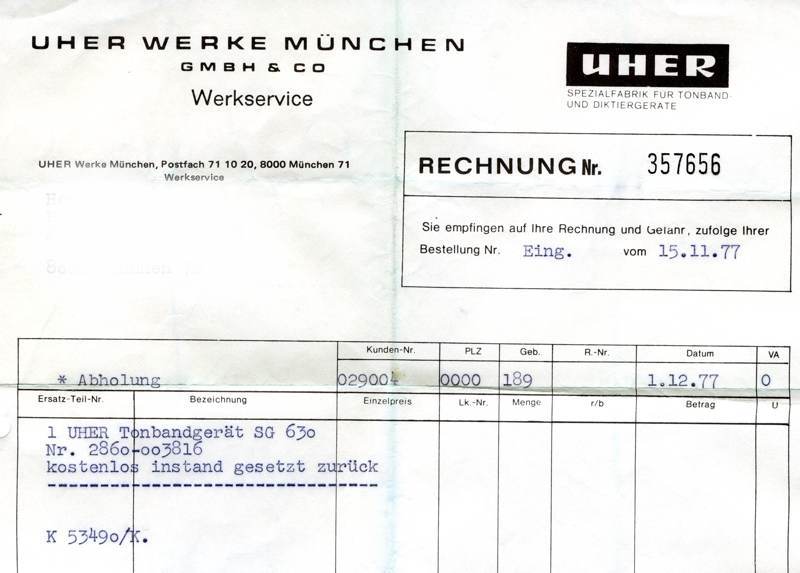 UHER WERKE MÜNCHEN
GMBH & CO
Werkservice
UHER
SPEZIALFABRIK FÜR TONBAND-
UND DIKTIERGERÄTE
UHER Werke München, Postfach 71 10 20, 8000 München 71
Werkservice
RECHNUNG Nr. 357656
Sie empfingen auf Ihre Rechnung und Gefahr, zufolge Ihrer
Bestellung Nr. Eing. vom 15.11.77
Kunden-Nr. PLZ Geb. R.-Nr. Datum VA
* Abholung 029004 0000 189 1.12.77 0
Ersatz-Teil-Nr. Bezeichnung Einzelpreis Lk.-Nr. Menge r/b Betrag U
1 UHER Tonbandgerät SG 630
Nr. 2860-003816
kostenlos instand gesetzt zurück
--------------------------------
K 53490/K.